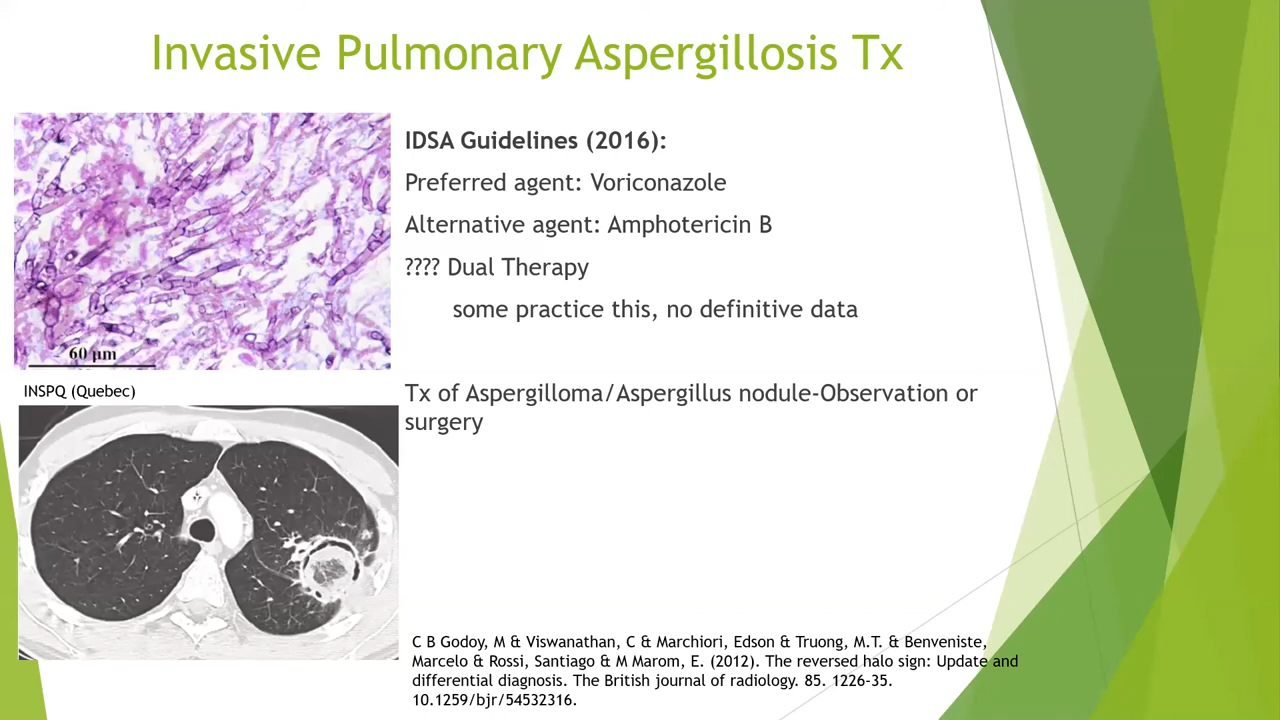 Invasive Pulmonary Aspergillosis Tx
IDSA Guidelines (2016):
Preferred agent: Voriconazole
Alternative agent: Amphotericin B
???? Dual Therapy
some practice this, no definitive data
60 µm
INSPQ (Quebec)
Tx of Aspergilloma/Aspergillus nodule-Observation or
surgery
C B Godoy, M & Viswanathan, C & Marchiori, Edson & Truong, M.T. & Benveniste,
Marcelo & Rossi, Santiago & M Marom, E. (2012). The reversed halo sign: Update and
differential diagnosis. The British journal of radiology. 85. 1226-35.
10.1259/bjr/54532316.